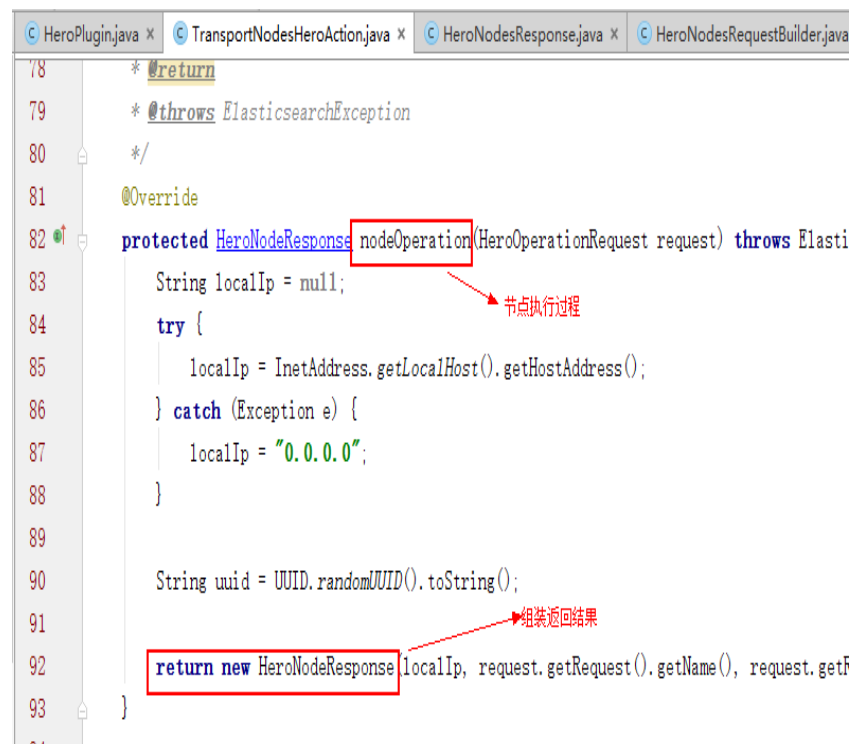 HeroPlugin.java × TransportNodesHeroAction.java × HeroNodesResponse.java × HeroNodesRequestBuilder.java
78 * @return
79 * @throws ElasticsearchException
80 */
81 @Override
82 protected HeroNodeResponse nodeOperation(HeroOperationRequest request) throws Elasti
83 String localIp = null;
节点执行过程
84 try {
85 localIp = InetAddress.getLocalHost().getHostAddress();
86 } catch (Exception e) {
87 localIp = "0.0.0.0";
88 }
89
90 String uuid = UUID.randomUUID().toString();
91 组装返回结果
92 return new HeroNodeResponse(localIp, request.getRequest().getName(), request.getR
93 }